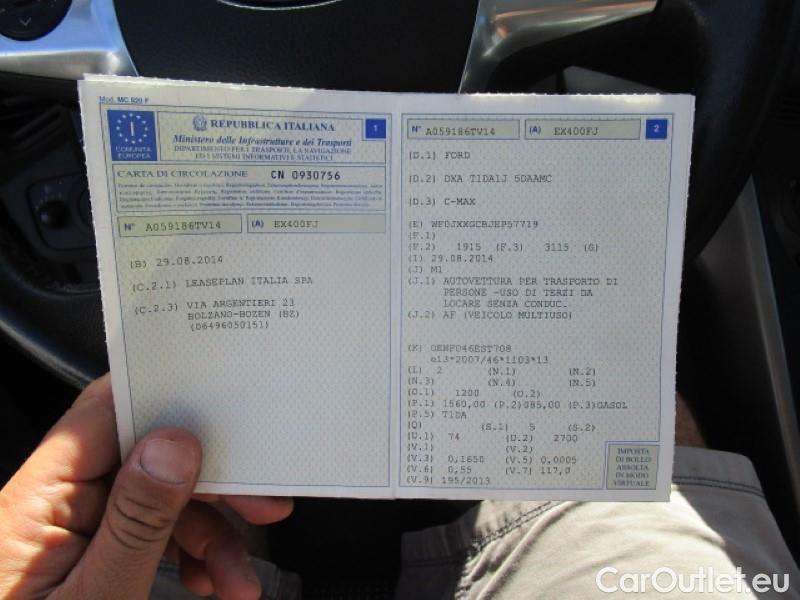 Mod. MC 820 F
I
COMUNITÀ EUROPEA
REPUBBLICA ITALIANA
1
Ministero delle Infrastrutture e dei Trasporti
DIPARTIMENTO PER I TRASPORTI, LA NAVIGAZIONE
ED I SISTEMI INFORMATIVI E STATISTICI
CARTA DI CIRCOLAZIONE CN 0930756
N° A059186TV14 (A) EX400FJ
(B) 29.08.2014
(C.2.1) LEASEPLAN ITALIA SPA
(C.2.3) VIA ARGENTIERI 23
BOLZANO-BOZEN (BZ)
(06496050151)
N° A059186TV14 (A) EX400FJ 2
(D.1) FORD
(D.2) DXA T1DA1J 5DAAMC
(D.3) C-MAX
(E) WF0JXXGCBJEP57719
(F.1)
(F.2) 1915 (F.3) 3115 (G)
(I) 29.08.2014
(J) M1
(J.1) AUTOVETTURA PER TRASPORTO DI
PERSONE -USO DI TERZI DA
LOCARE SENZA CONDUC.
(J.2) AF (VEICOLO MULTIUSO)
(K) OEMF046EST708
e13*2007/46*1103*13
(L) 2 (N.1) (N.2)
(N.3) (N.4) (N.5)
(O.1) 1200 (O.2)
(P.1) 1560,00 (P.2)085,00 (P.3)GASOL
(P.5) T1DA
(Q) (S.1) 5 (S.2)
(U.1) 74 (U.2) 2700
(V.1) (V.2)
(V.3) 0,1650 (V.5) 0,0005
(V.6) 0,55 (V.7) 117,0
(V.9) 195/2013
IMPOSTA
DI BOLLO
ASSOLTA
IN MODO
VIRTUALE
CarOutlet.eu